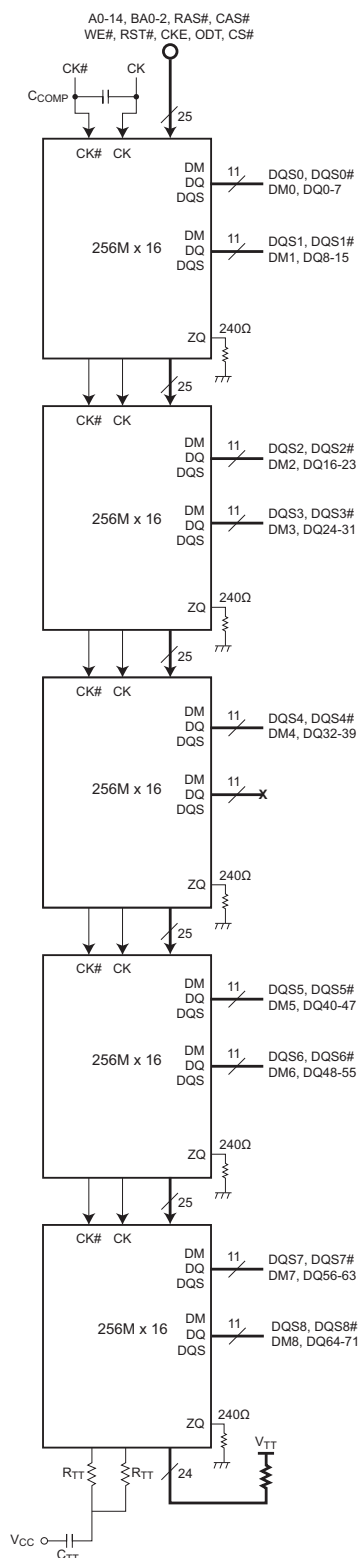 A0-14, BA0-2, RAS#, CAS#
WE#, RST#, CKE, ODT, CS#
CK# CK
CCOMP
25
CK# CK
DM
DQ
DQS
11
DQS0, DQS0#
DM0, DQ0-7
256M x 16
DM
DQ
DQS
11
DQS1, DQS1#
DM1, DQ8-15
ZQ
240Ω
25
CK# CK
DM
DQ
DQS
11
DQS2, DQS2#
DM2, DQ16-23
256M x 16
DM
DQ
DQS
11
DQS3, DQS3#
DM3, DQ24-31
ZQ
240Ω
25
CK# CK
DM
DQ
DQS
11
DQS4, DQS4#
DM4, DQ32-39
256M x 16
DM
DQ
DQS
11
x
ZQ
240Ω
25
CK# CK
DM
DQ
DQS
11
DQS5, DQS5#
DM5, DQ40-47
256M x 16
DM
DQ
DQS
11
DQS6, DQS6#
DM6, DQ48-55
ZQ
240Ω
25
CK# CK
DM
DQ
DQS
11
DQS7, DQS7#
DM7, DQ56-63
256M x 16
DM
DQ
DQS
11
DQS8, DQS8#
DM8, DQ64-71
ZQ
240Ω
RTT
RTT
24
VTT
VCC
CTT